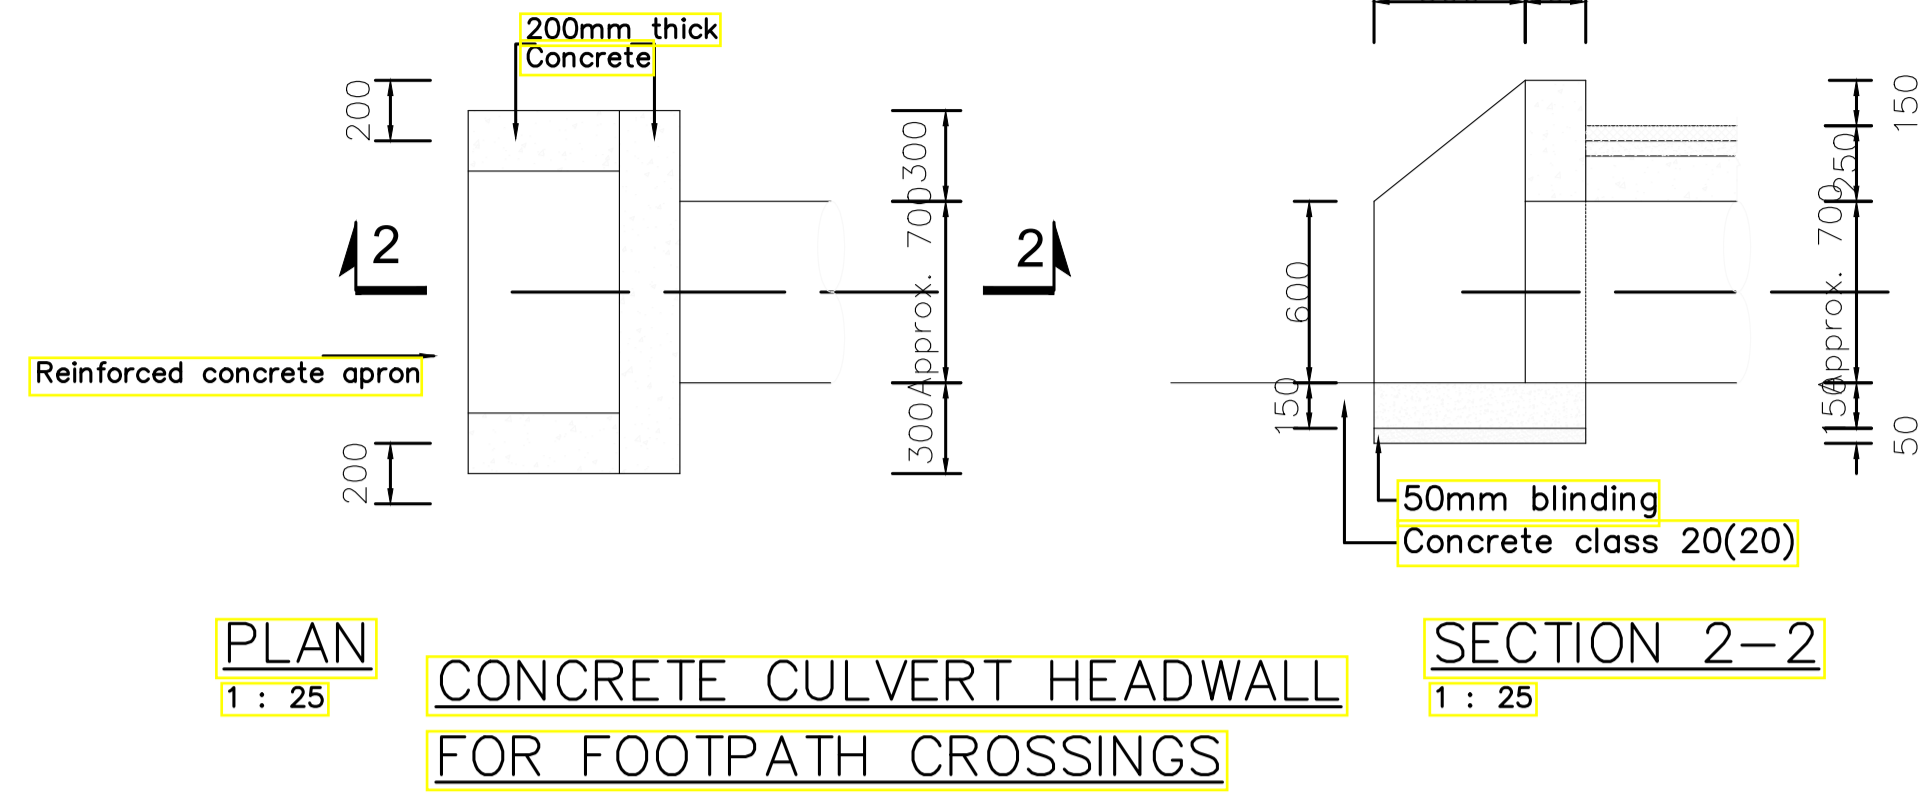 200mm thick
Concrete
200
300
Approx. 700
300
200
2
2
Reinforced concrete apron
150
250
Approx. 700
600
150
150
50
50mm blinding
Concrete class 20(20)
PLAN
1 : 25
SECTION 2-2
1 : 25
CONCRETE CULVERT HEADWALL
FOR FOOTPATH CROSSINGS